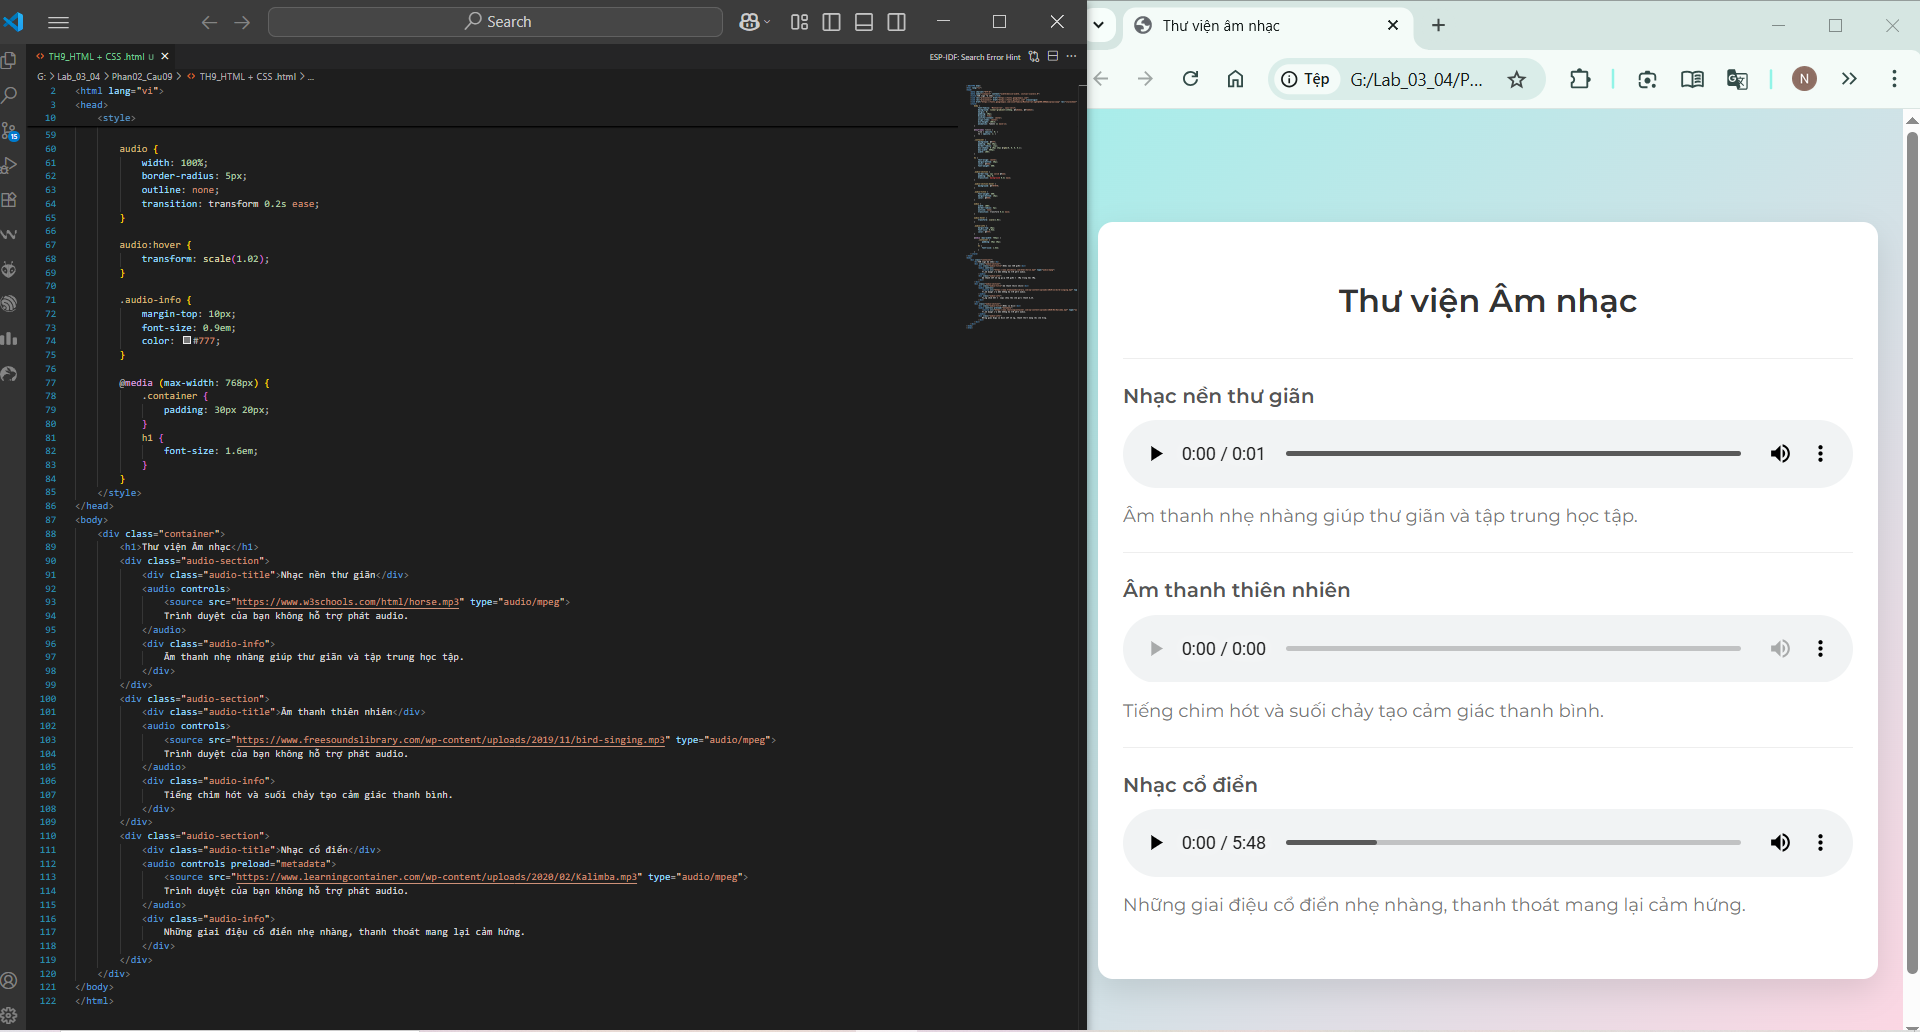 Search
TH9_HTML + CSS .html U
ESP-IDF: Search Error Hint
G: > Lab_03_04 > Phan02_Cau09 > TH9_HTML + CSS .html > ...
2 <html lang="vi">
3 <head>
10 <style>
59
60 audio {
61 width: 100%;
62 border-radius: 5px;
63 outline: none;
64 transition: transform 0.2s ease;
65 }
66
67 audio:hover {
68 transform: scale(1.02);
69 }
70
71 .audio-info {
72 margin-top: 10px;
73 font-size: 0.9em;
74 color: #777;
75 }
76
77 @media (max-width: 768px) {
78 .container {
79 padding: 30px 20px;
80 }
81 h1 {
82 font-size: 1.6em;
83 }
84 }
85 </style>
86 </head>
87 <body>
88 <div class="container">
89 <h1>Thư viện Âm nhạc</h1>
90 <div class="audio-section">
91 <div class="audio-title">Nhạc nền thư giãn</div>
92 <audio controls>
93 <source src="https://www.w3schools.com/html/horse.mp3" type="audio/mpeg">
94 Trình duyệt của bạn không hỗ trợ phát audio.
95 </audio>
96 <div class="audio-info">
97 Âm thanh nhẹ nhàng giúp thư giãn và tập trung học tập.
98 </div>
99 </div>
100 <div class="audio-section">
101 <div class="audio-title">Âm thanh thiên nhiên</div>
102 <audio controls>
103 <source src="https://www.freesoundslibrary.com/wp-content/uploads/2019/11/bird-singing.mp3" type="audio/mpeg">
104 Trình duyệt của bạn không hỗ trợ phát audio.
105 </audio>
106 <div class="audio-info">
107 Tiếng chim hót và suối chảy tạo cảm giác thanh bình.
108 </div>
109 </div>
110 <div class="audio-section">
111 <div class="audio-title">Nhạc cổ điển</div>
112 <audio controls preload="metadata">
113 <source src="https://www.learningcontainer.com/wp-content/uploads/2020/02/Kalimba.mp3" type="audio/mpeg">
114 Trình duyệt của bạn không hỗ trợ phát audio.
115 </audio>
116 <div class="audio-info">
117 Những giai điệu cổ điển nhẹ nhàng, thanh thoát mang lại cảm hứng.
118 </div>
119 </div>
120 </div>
121 </body>
122 </html>
15
Thư viện âm nhạc
Tệp G:/Lab_03_04/P...
N
Thư viện Âm nhạc
Nhạc nền thư giãn
0:00 / 0:01
Âm thanh nhẹ nhàng giúp thư giãn và tập trung học tập.
Âm thanh thiên nhiên
0:00 / 0:00
Tiếng chim hót và suối chảy tạo cảm giác thanh bình.
Nhạc cổ điển
0:00 / 5:48
Những giai điệu cổ điển nhẹ nhàng, thanh thoát mang lại cảm hứng.